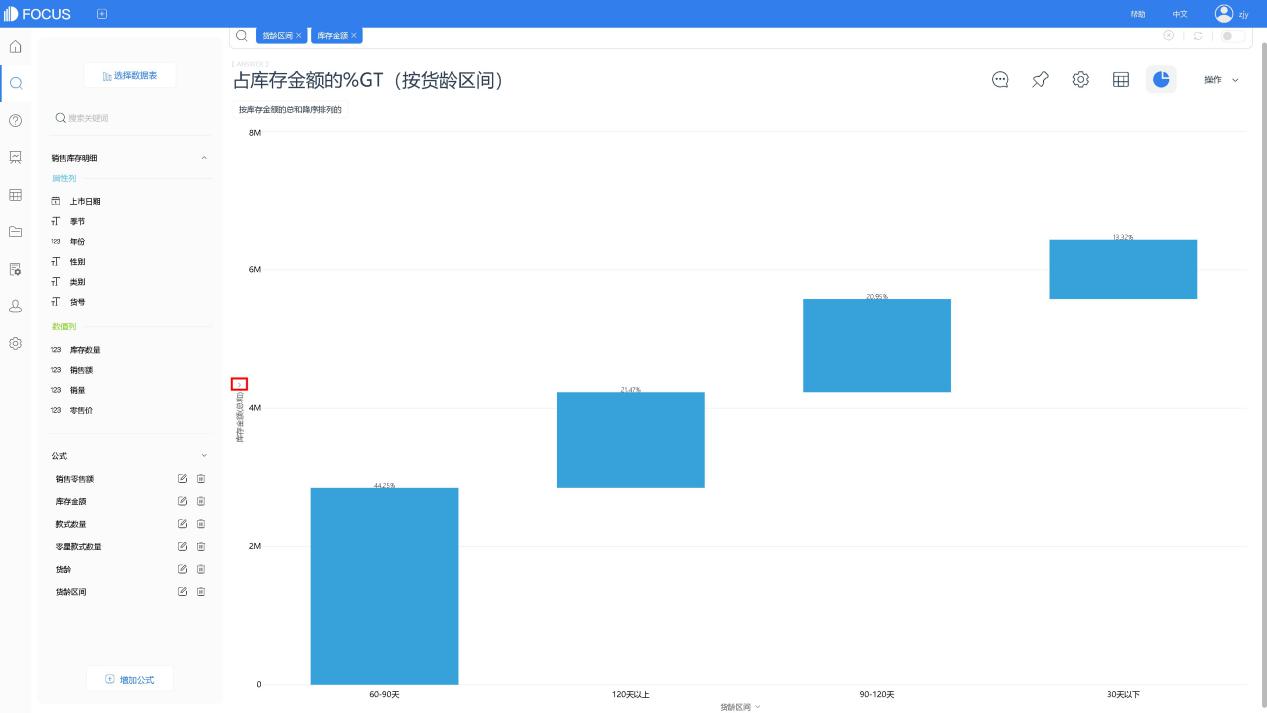 FOCUS
帮助
中文
zjy
货龄区间
库存金额
选择数据表
[ ANSWER ]
占库存金额的%GT（按货龄区间）
操作
搜索关键词
按库存金额的总和降序排列的
销售库存明细
属性列
上市日期
季节
123 年份
性别
类别
货号
数值列
123 库存数量
123 销售额
123 销量
123 零售价
公式
销售零售额
库存金额
款式数量
零星款式数量
货龄
货龄区间
增加公式
8M
6M
4M
2M
0
库存金额(总和)
44.25%
21.47%
20.95%
13.32%
60-90天
120天以上
90-120天
30天以下
货龄区间